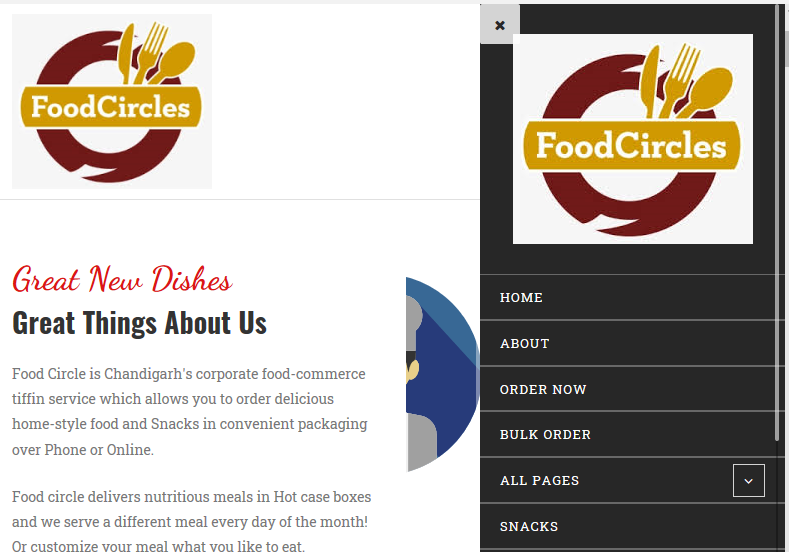 FoodCircles
Great New Dishes
Great Things About Us
Food Circle is Chandigarh's corporate food-commerce
tiffin service which allows you to order delicious
home-style food and Snacks in convenient packaging
over Phone or Online.
Food circle delivers nutritious meals in Hot case boxes
and we serve a different meal every day of the month!
Or customize your meal what you like to eat.
FoodCircles
HOME
ABOUT
ORDER NOW
BULK ORDER
ALL PAGES
SNACKS